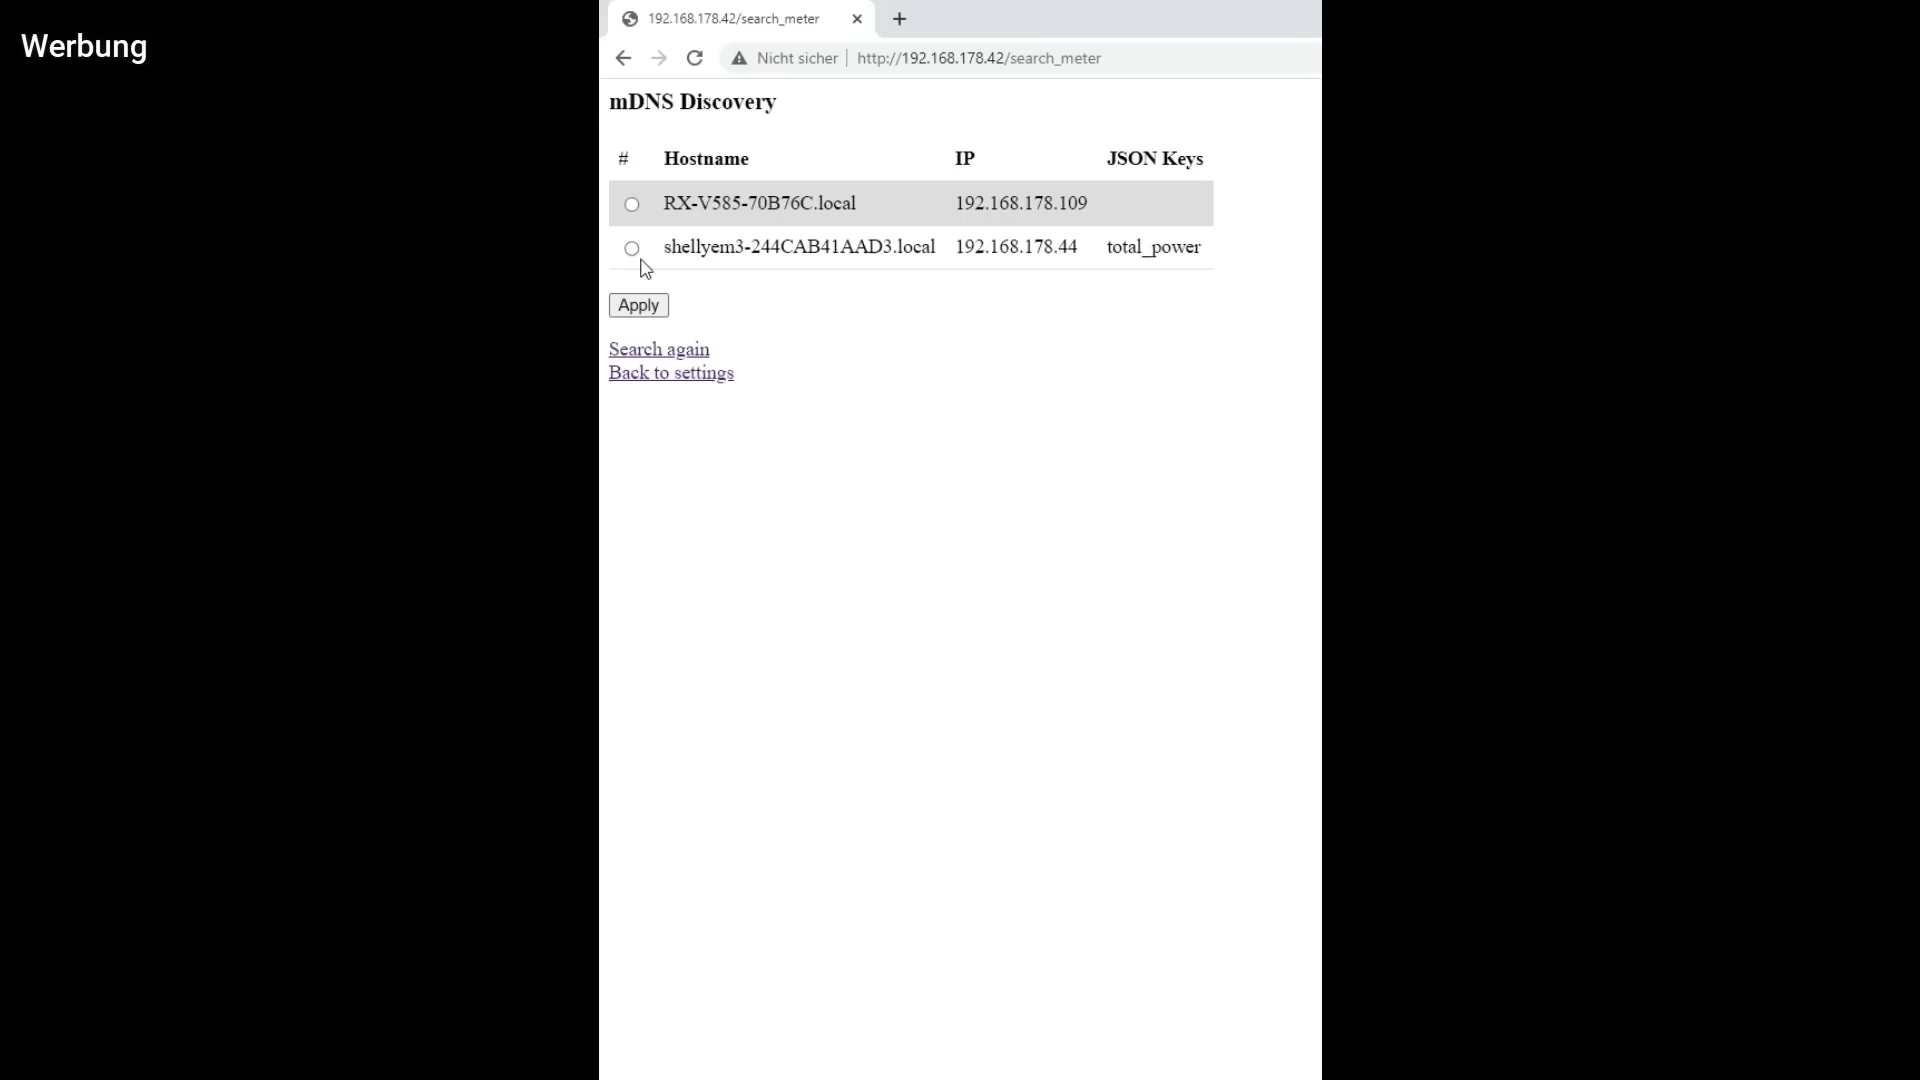 Werbung
192.168.178.42/search_meter
Nicht sicher | http://192.168.178.42/search_meter
mDNS Discovery
# Hostname IP JSON Keys
RX-V585-70B76C.local 192.168.178.109
shellyem3-244CAB41AAD3.local 192.168.178.44 total_power
Apply
Search again
Back to settings